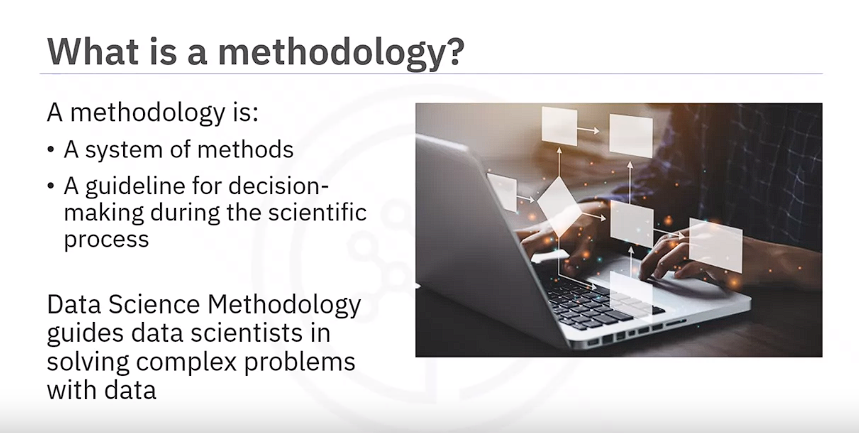 What is a methodology?
A methodology is:
• A system of methods
• A guideline for decision-
making during the scientific
process
Data Science Methodology
guides data scientists in
solving complex problems
with data